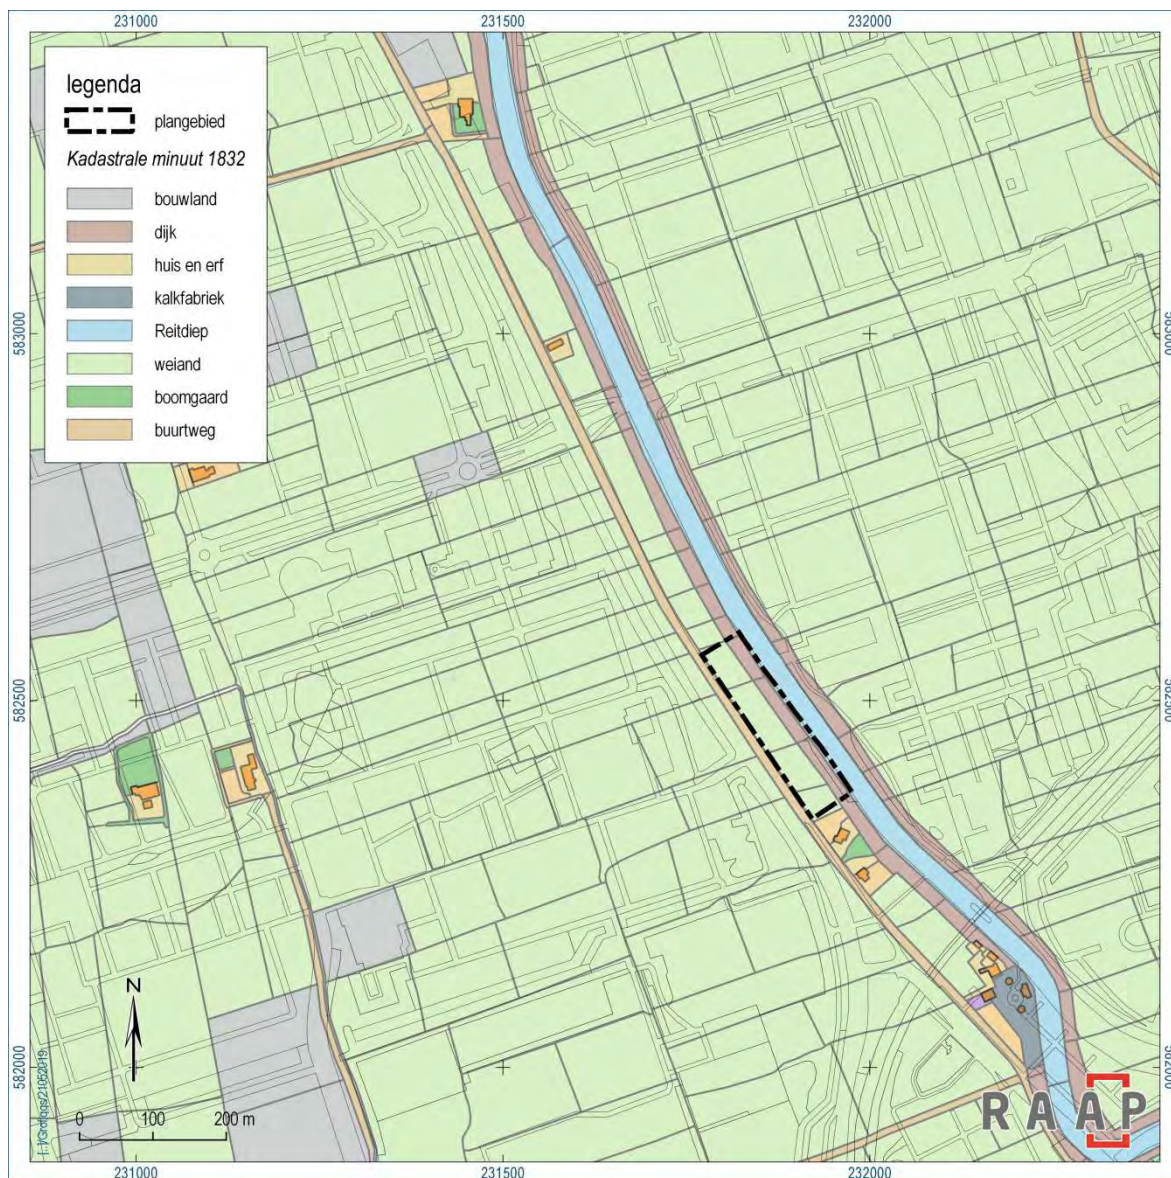 231000 231500 232000
legenda
plangebied
Kadastrale minuut 1832
bouwland
dijk
huis en erf
kalkfabriek
Reitdiep
weiand
boomgaard
buurtweg
583000 583000
582500 582500
582000 582000
N
0 100 200 m
RAAP
231000 231500 232000